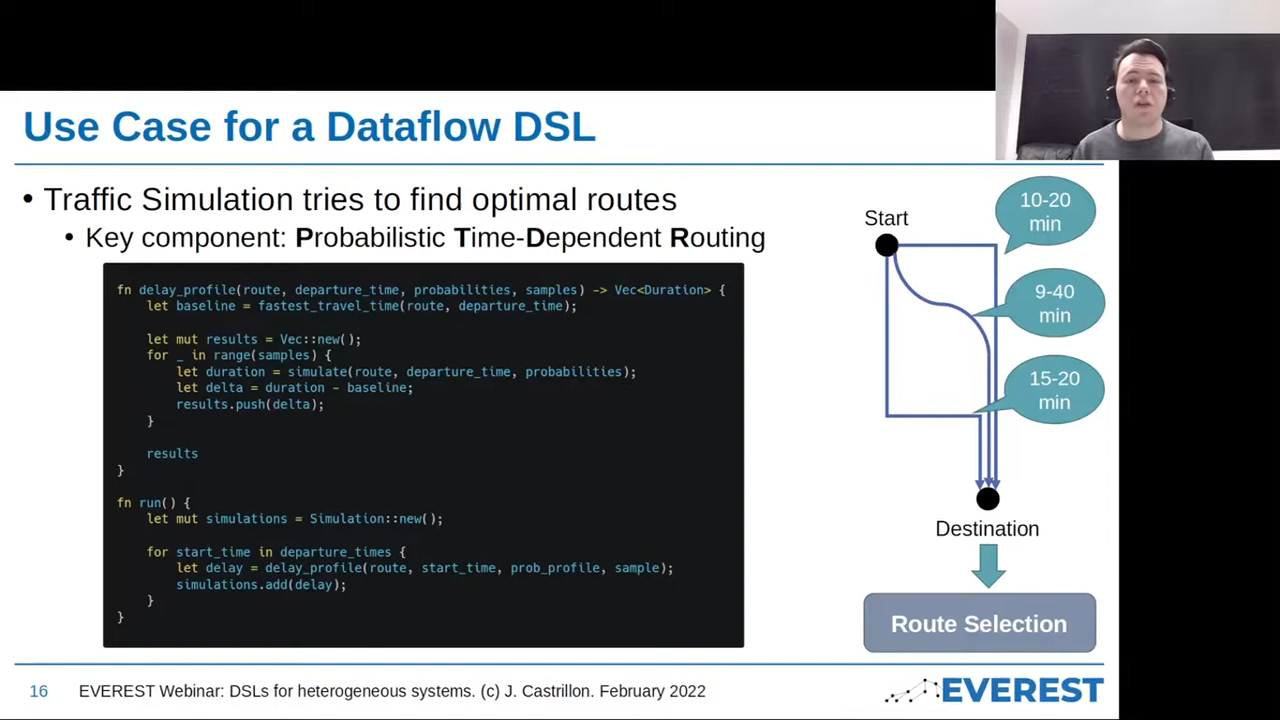 Use Case for a Dataflow DSL
• Traffic Simulation tries to find optimal routes
• Key component: Probabilistic Time-Dependent Routing
fn delay_profile(route, departure_time, probabilities, samples) -> Vec<Duration> {
    let baseline = fastest_travel_time(route, departure_time);
    let mut results = Vec::new();
    for _ in range(samples) {
        let duration = simulate(route, departure_time, probabilities);
        let delta = duration - baseline;
        results.push(delta);
    }
    results
}
fn run() {
    let mut simulations = Simulation::new();
    for start_time in departure_times {
        let delay = delay_profile(route, start_time, prob_profile, sample);
        simulations.add(delay);
    }
}
Start
10-20
min
9-40
min
15-20
min
Destination
Route Selection
16
EVEREST Webinar: DSLs for heterogeneous systems. (c) J. Castrillon. February 2022
EVEREST